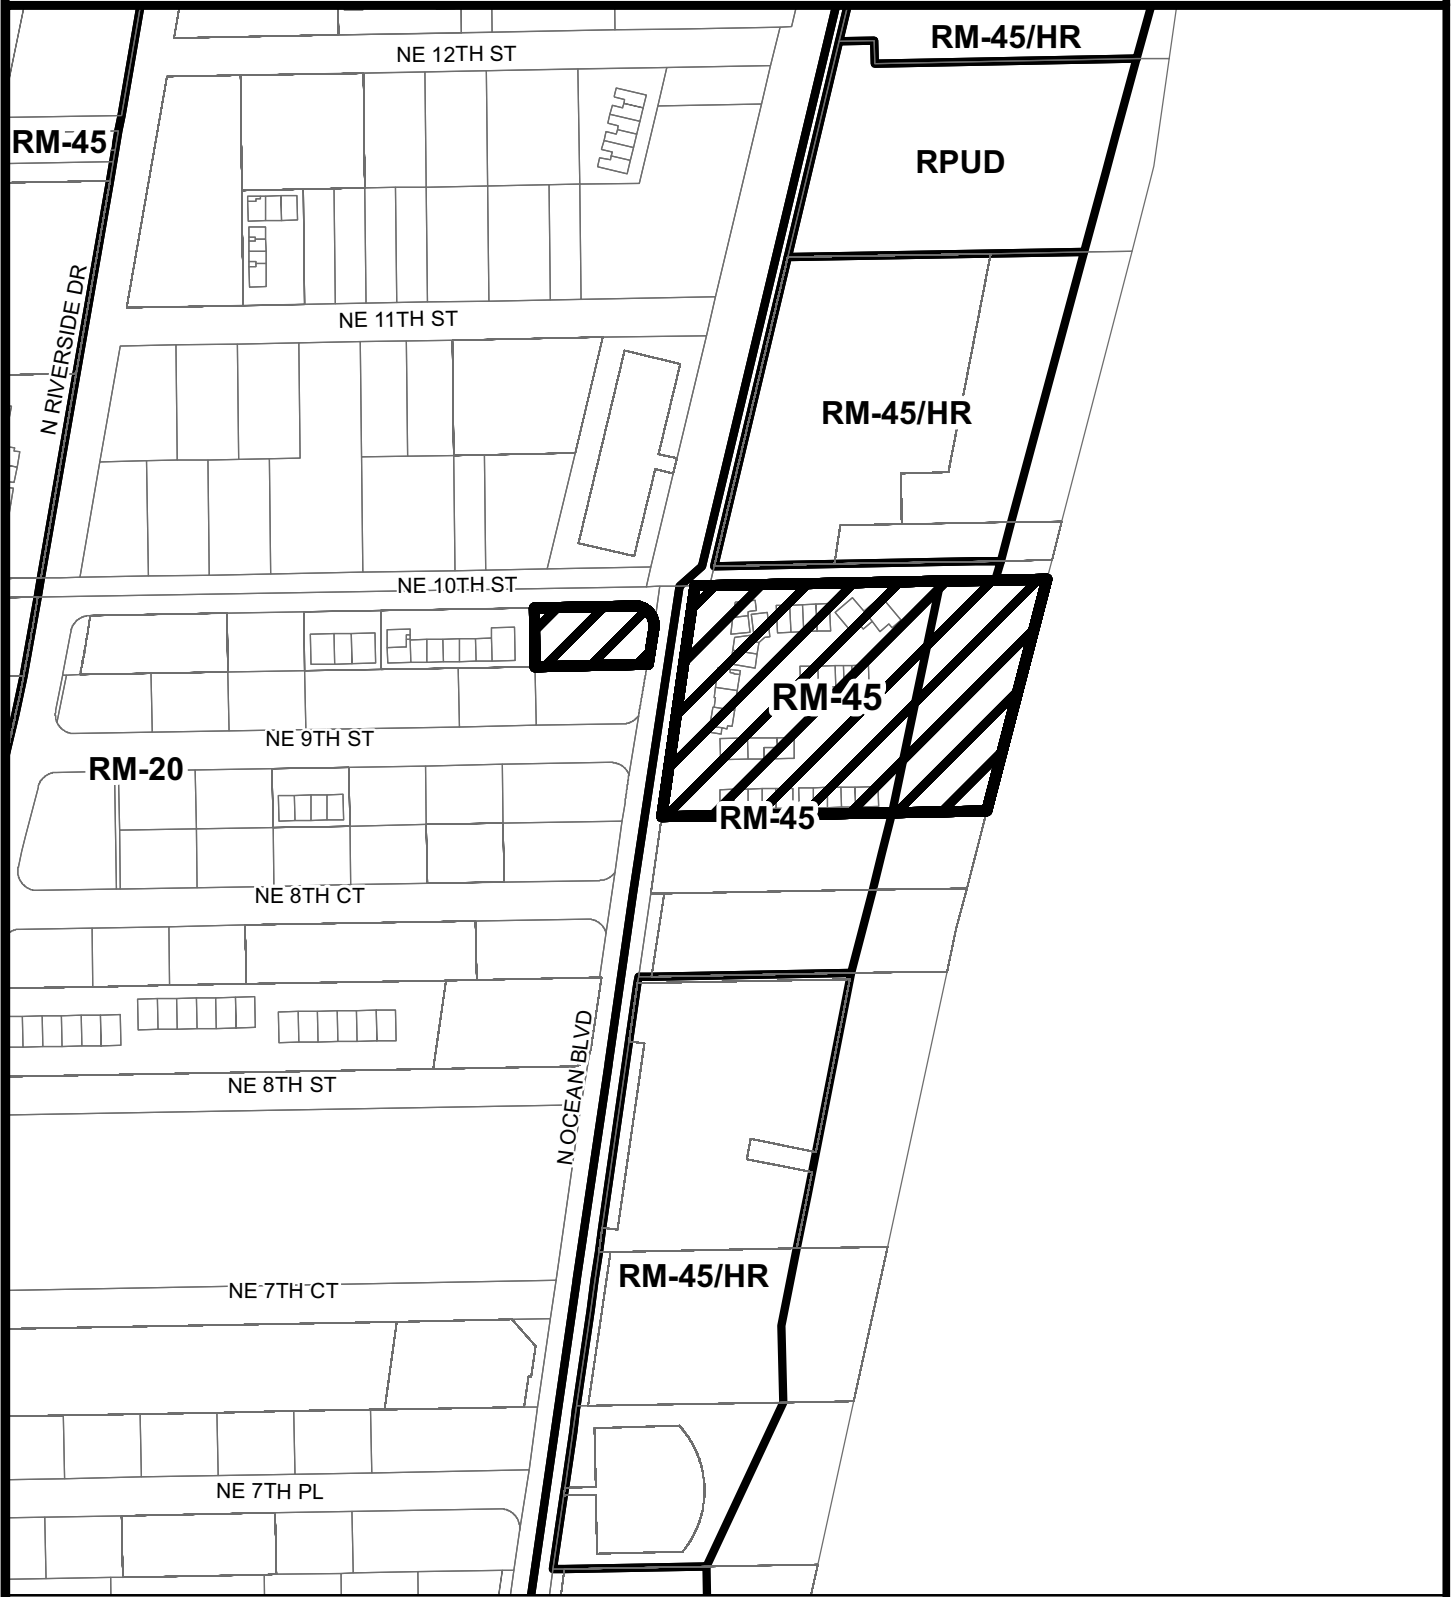 RM-45/HR
NE 12TH ST
RM-45
RPUD
N RIVERSIDE DR
NE 11TH ST
RM-45/HR
NE 10TH ST
RM-45
NE 9TH ST
RM-20
RM-45
NE 8TH CT
N OCEAN BLVD
NE 8TH ST
RM-45/HR
NE 7TH CT
NE 7TH PL